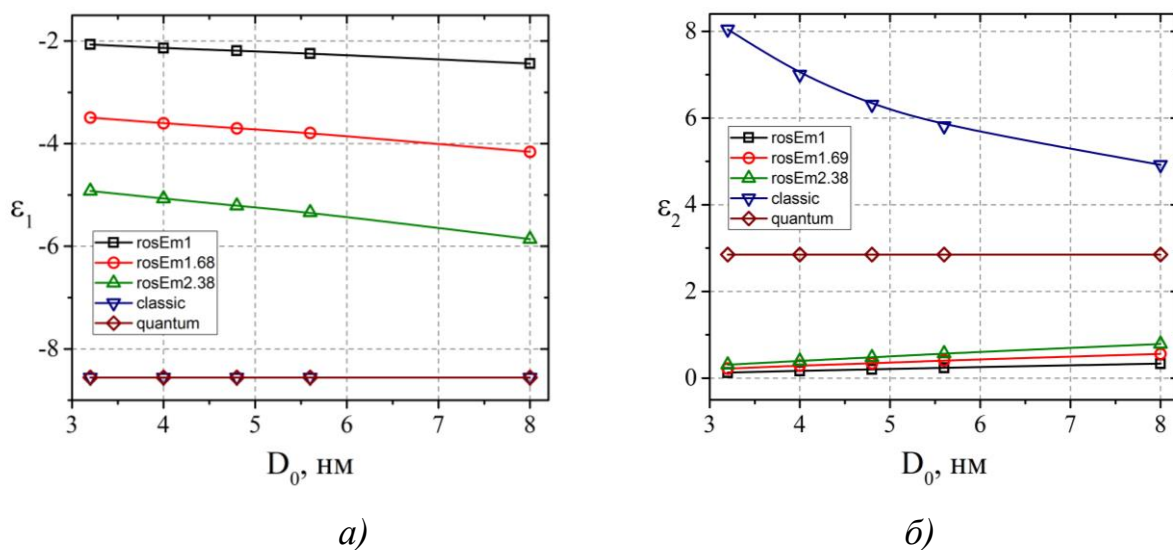 -2
-4
-6
-8
ε₁
rosEm1
rosEm1.68
rosEm2.38
classic
quantum
3 4 5 6 7 8
D₀, нм
а)
8
6
4
2
0
ε₂
rosEm1
rosEm1.69
rosEm2.38
classic
quantum
3 4 5 6 7 8
D₀, нм
б)